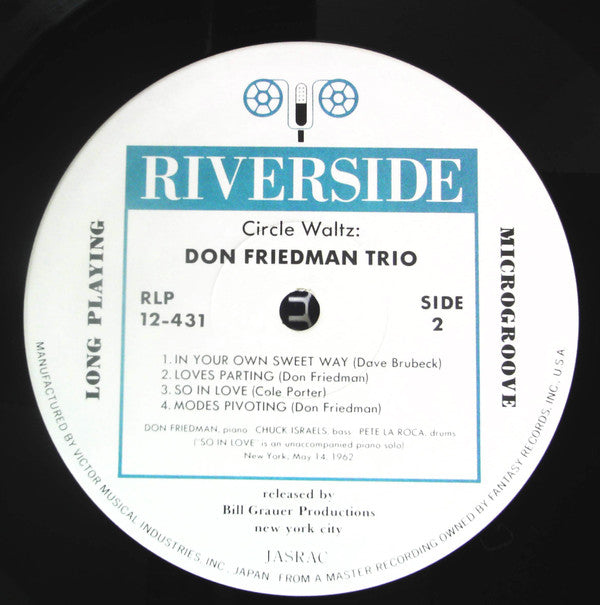 RIVERSIDE
Circle Waltz:
DON FRIEDMAN TRIO
RLP
12-431
SIDE
2
1. IN YOUR OWN SWEET WAY (Dave Brubeck)
2. LOVES PARTING (Don Friedman)
3. SO IN LOVE (Cole Porter)
4. MODES PIVOTING (Don Friedman)
DON FRIEDMAN, piano CHUCK ISRAELS, bass PETE LA ROCA, drums
("SO IN LOVE" is an unaccompanied piano solo)
New York, May 14, 1962
LONG PLAYING
MICROGROOVE
released by
Bill Grauer Productions
new york city
JASRAC
MANUFACTURED BY VICTOR MUSICAL INDUSTRIES, INC., JAPAN FROM A MASTER RECORDING OWNED BY FANTASY RECORDS, INC., U.S.A